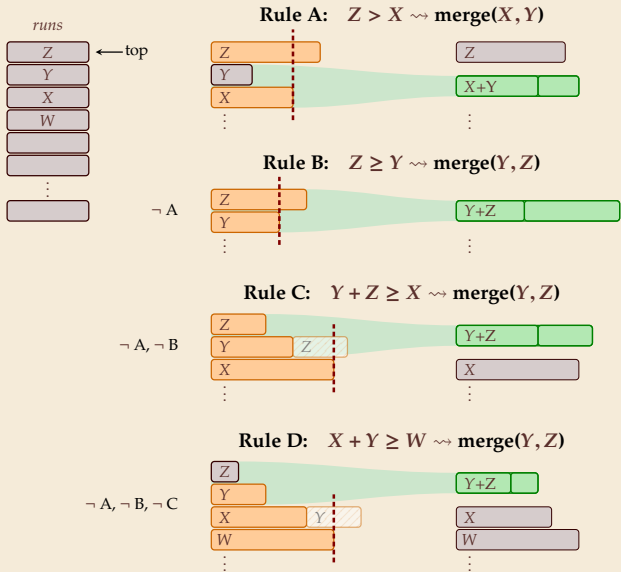 runs
Z
top
Y
X
W
⋮
Rule A: Z > X ⇝ merge(X, Y)
Z
Y
X
⋮
Z
X+Y
⋮
Rule B: Z ≥ Y ⇝ merge(Y, Z)
¬ A
Z
Y
⋮
Y+Z
⋮
Rule C: Y + Z ≥ X ⇝ merge(Y, Z)
¬ A, ¬ B
Z
Y Z
X
⋮
Y+Z
X
⋮
Rule D: X + Y ≥ W ⇝ merge(Y, Z)
¬ A, ¬ B, ¬ C
Z
Y
X Y
W
⋮
Y+Z
X
W
⋮